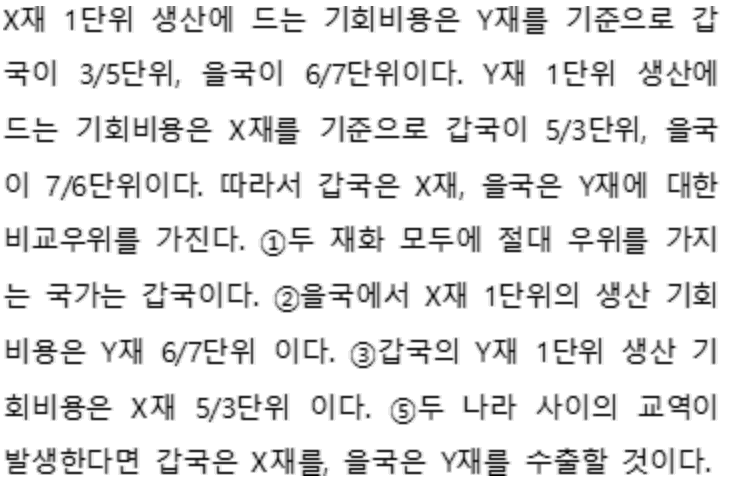 X재 1단위 생산에 드는 기회비용은 Y재를 기준으로 갑
국이 3/5단위, 을국이 6/7단위이다. Y재 1단위 생산에
드는 기회비용은 X재를 기준으로 갑국이 5/3단위, 을국
이 7/6단위이다. 따라서 갑국은 X재, 을국은 Y재에 대한
비교우위를 가진다. ①두 재화 모두에 절대 우위를 가지
는 국가는 갑국이다. ②을국에서 X재 1단위의 생산 기회
비용은 Y재 6/7단위 이다. ③갑국의 Y재 1단위 생산 기
회비용은 X재 5/3단위 이다. ⑤두 나라 사이의 교역이
발생한다면 갑국은 X재를, 을국은 Y재를 수출할 것이다.